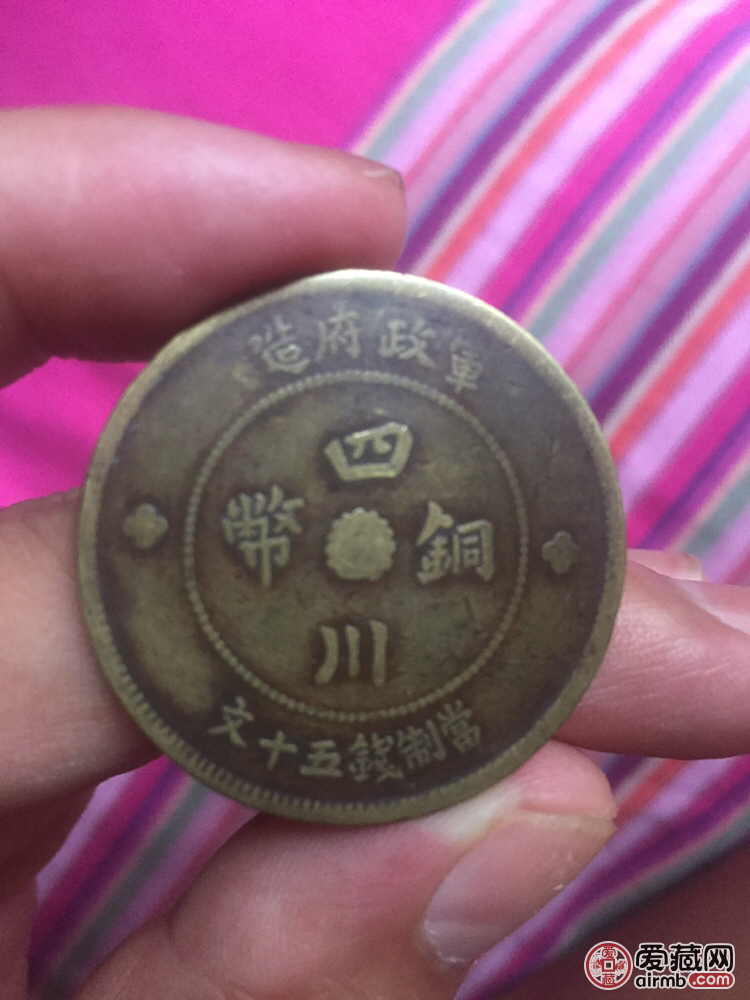 軍政府造
四川
銅幣
當制錢五十文
爱藏网
airmb.com